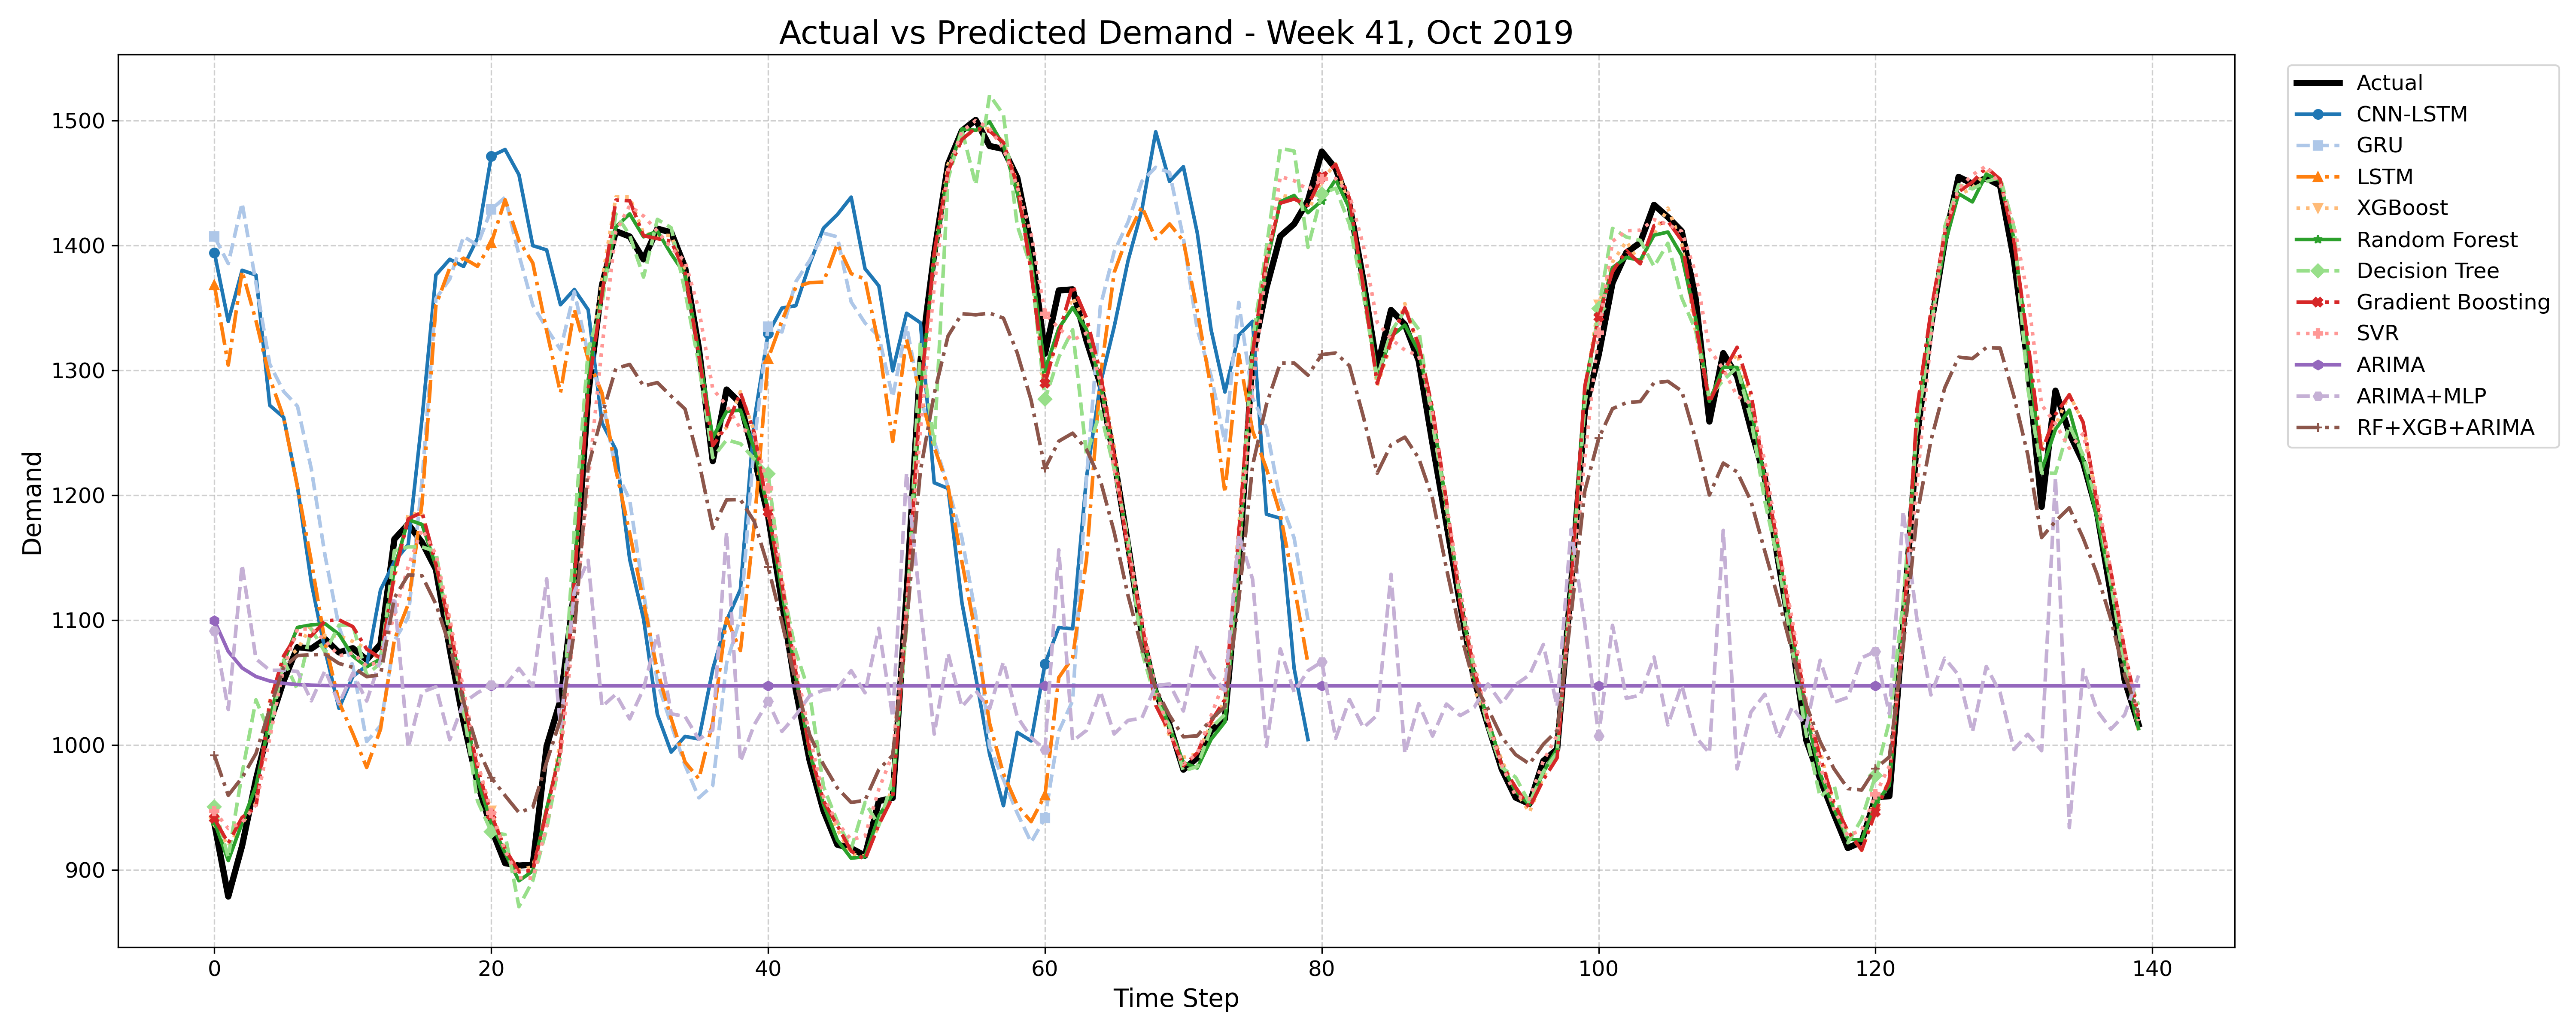 Actual vs Predicted Demand - Week 41, Oct 2019
Demand
1500
1400
1300
1200
1100
1000
900
0 20 40 60 80 100 120 140
Time Step
Actual
CNN-LSTM
GRU
LSTM
XGBoost
Random Forest
Decision Tree
Gradient Boosting
SVR
ARIMA
ARIMA+MLP
RF+XGB+ARIMA